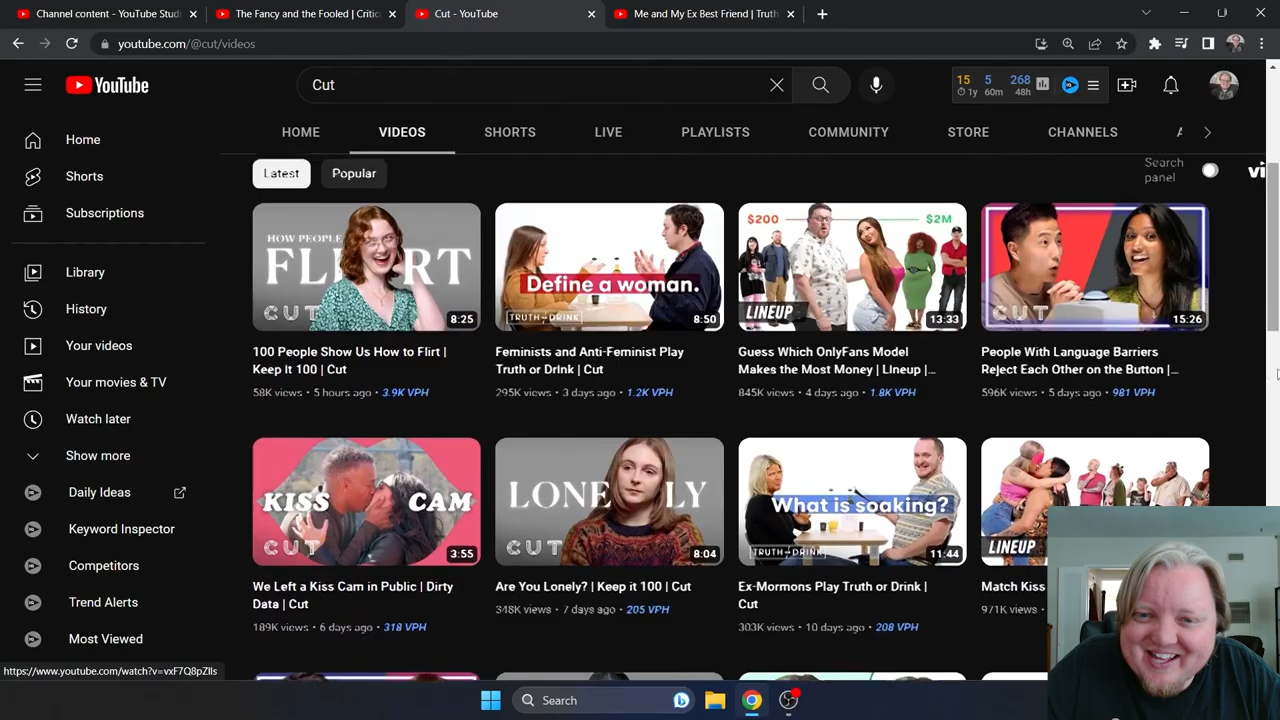 Channel content - YouTube Studi
The Fancy and the Fooled | Critica
Cut - YouTube
Me and My Ex Best Friend | Truth
youtube.com/@cut/videos
YouTube
Cut
15 5 268
1y 60m 48h
HOME VIDEOS SHORTS LIVE PLAYLISTS COMMUNITY STORE CHANNELS
Home
Shorts
Subscriptions
Library
History
Your videos
Your movies & TV
Watch later
Show more
Daily Ideas
Keyword Inspector
Competitors
Trend Alerts
Most Viewed
Latest Popular
Search
panel
vi
HOW PEOPLE
FLIRT
CUT
8:25
Define a woman.
TRUTH OR DRINK
8:50
$200 $2M
LINEUP
13:33
CUT
15:26
100 People Show Us How to Flirt |
Keep it 100 | Cut
58K views • 5 hours ago • 3.9K VPH
Feminists and Anti-Feminist Play
Truth or Drink | Cut
295K views • 3 days ago • 1.2K VPH
Guess Which OnlyFans Model
Makes the Most Money | Lineup |...
845K views • 4 days ago • 1.8K VPH
People With Language Barriers
Reject Each Other on the Button |...
596K views • 5 days ago • 981 VPH
KISS CAM
CUT
3:55
LONELY
CUT
8:04
What is soaking?
TRUTH OR DRINK
11:44
LINEUP
We Left a Kiss Cam in Public | Dirty
Data | Cut
189K views • 6 days ago • 318 VPH
Are You Lonely? | Keep it 100 | Cut
348K views • 7 days ago • 205 VPH
Ex-Mormons Play Truth or Drink |
Cut
303K views • 10 days ago • 208 VPH
Match Kiss
971K views
https://www.youtube.com/watch?v=vxF7Q8pZlls
Search